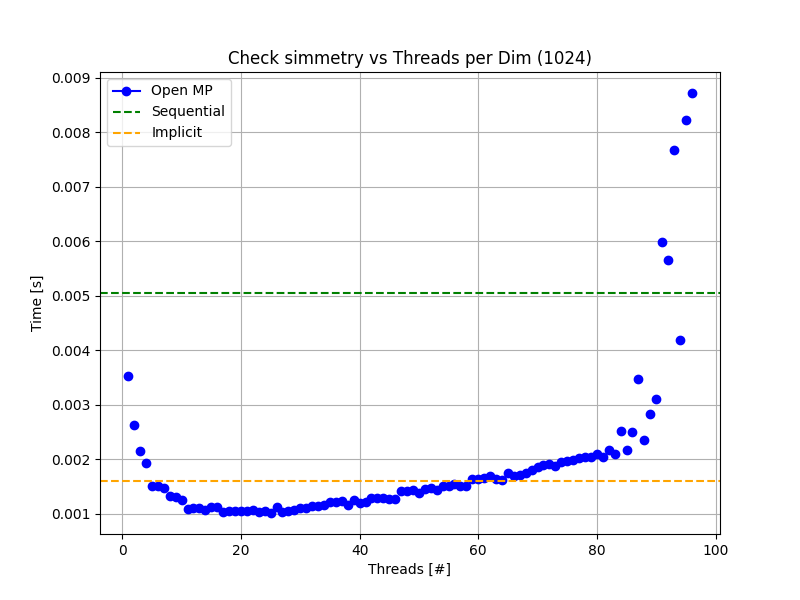 Check simmetry vs Threads per Dim (1024)
Open MP
Sequential
Implicit
Time [s]
0.009
0.008
0.007
0.006
0.005
0.004
0.003
0.002
0.001
0 20 40 60 80 100
Threads [#]